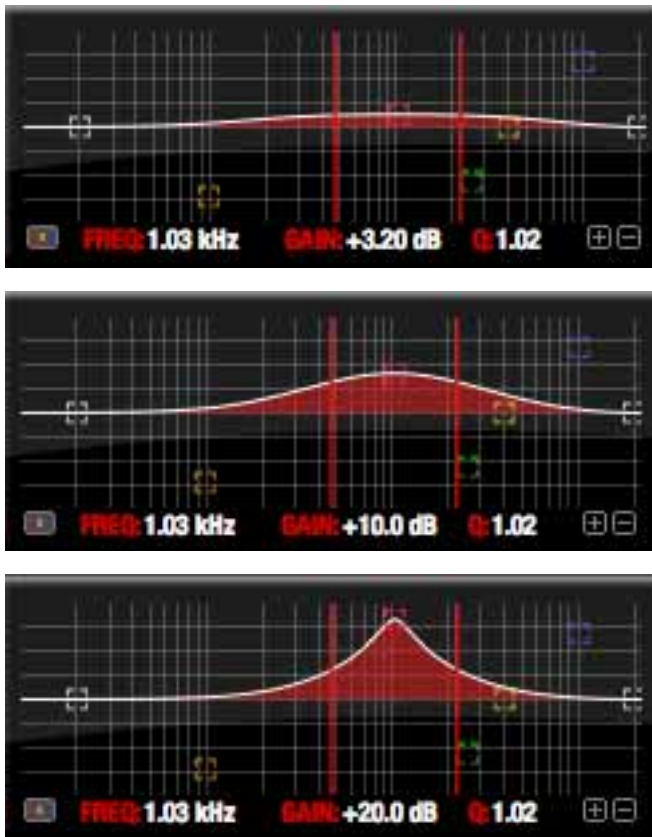 FREQ: 1.03 kHz GAIN: +3.20 dB Q: 1.02
FREQ: 1.03 kHz GAIN: +10.0 dB Q: 1.02
FREQ: 1.03 kHz GAIN: +20.0 dB Q: 1.02